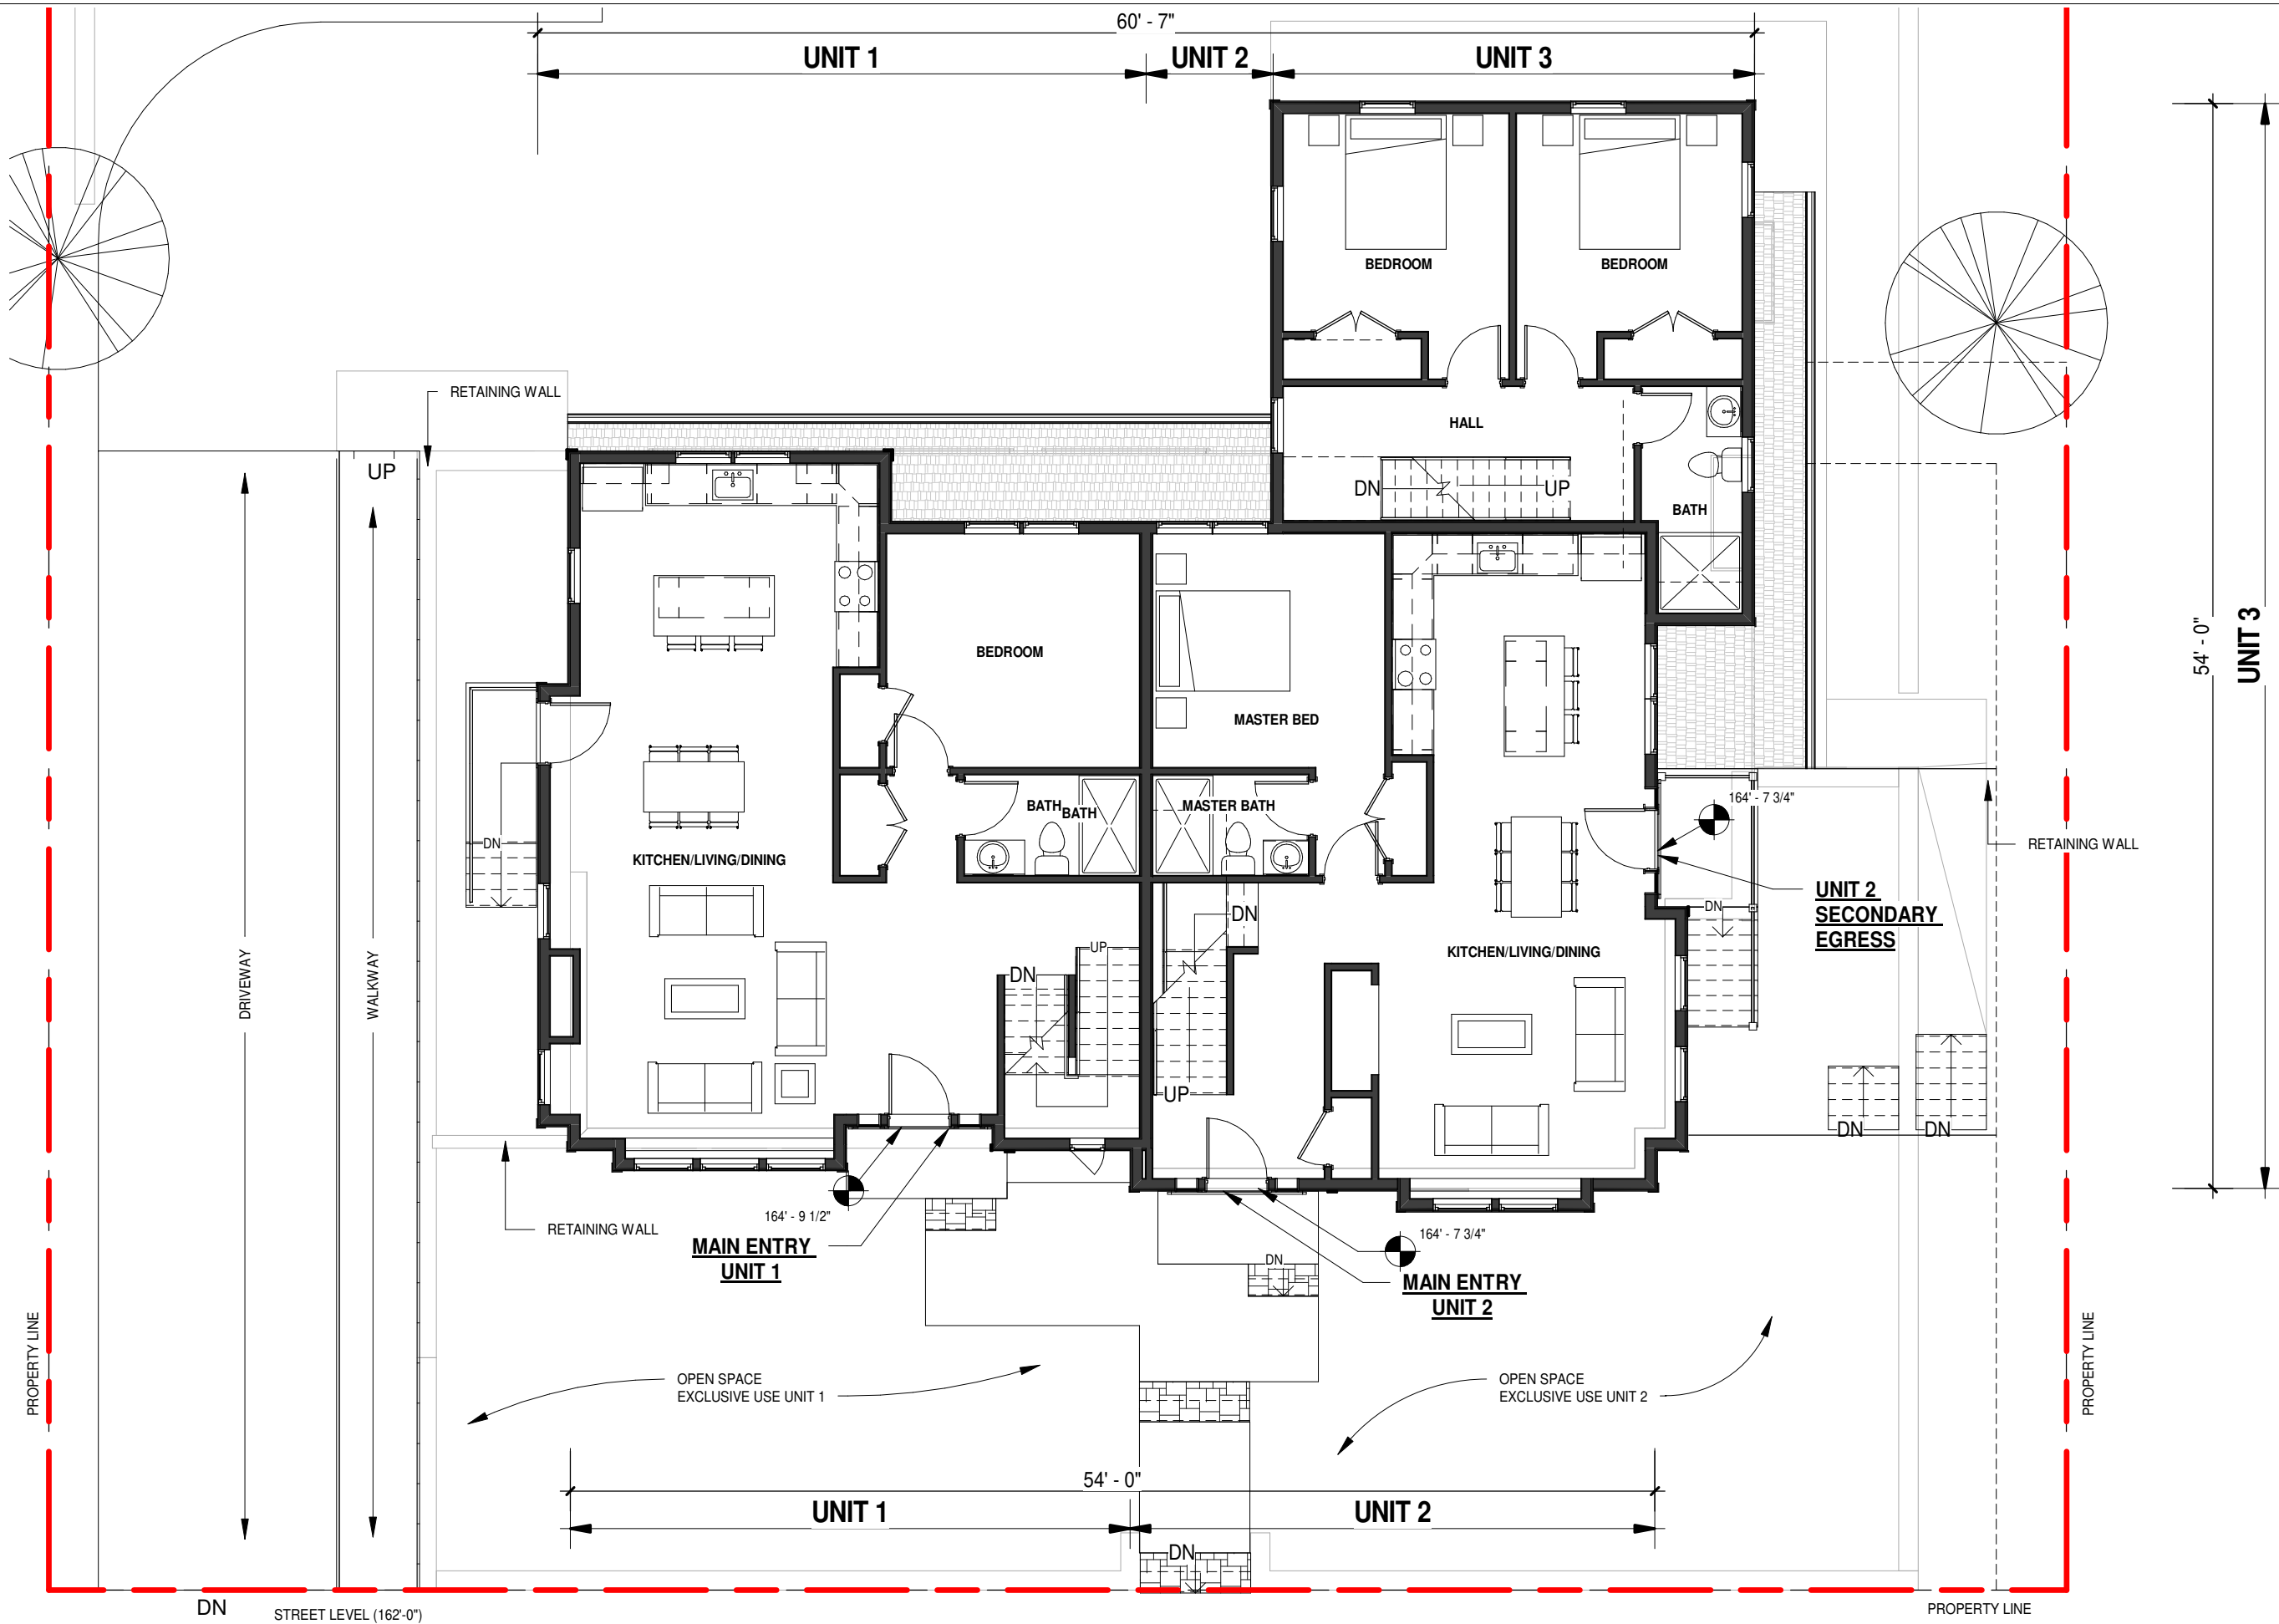 60' - 7"
UNIT 1
UNIT 2
UNIT 3
BEDROOM
BEDROOM
RETAINING WALL
HALL
UP
DN
UP
BATH
54' - 0"
UNIT 3
BEDROOM
MASTER BED
164' - 7 3/4"
BATH
BATH
MASTER BATH
DN
RETAINING WALL
KITCHEN/LIVING/DINING
UNIT 2
SECONDARY
EGRESS
DN
DN
KITCHEN/LIVING/DINING
UP
DN
DRIVEWAY
WALKWAY
UP
DN
DN
164' - 9 1/2"
RETAINING WALL
MAIN ENTRY
UNIT 1
164' - 7 3/4"
DN
MAIN ENTRY
UNIT 2
PROPERTY LINE
PROPERTY LINE
OPEN SPACE
EXCLUSIVE USE UNIT 1
OPEN SPACE
EXCLUSIVE USE UNIT 2
54' - 0"
UNIT 1
UNIT 2
DN
DN
STREET LEVEL (162'-0")
PROPERTY LINE